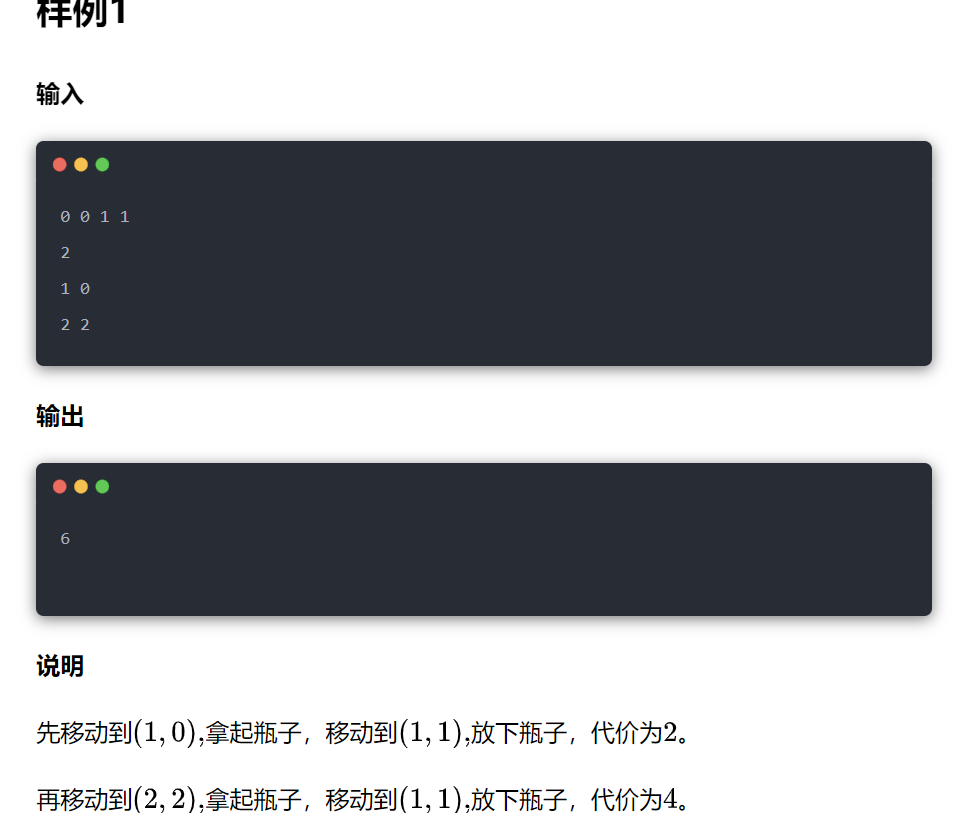 样例1
输入
0 0 1 1
2
1 0
2 2
输出
6
说明
先移动到(1, 0),拿起瓶子，移动到(1, 1),放下瓶子，代价为2。
再移动到(2, 2),拿起瓶子，移动到(1, 1),放下瓶子，代价为4。